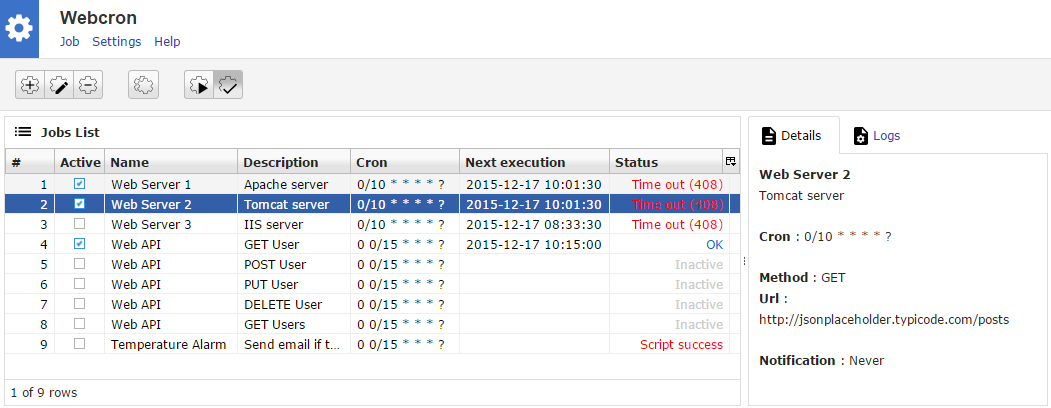 Webcron
Job Settings Help
Jobs List
# Active Name Description Cron Next execution Status
1 Web Server 1 Apache server 0/10 * * * * ? 2015-12-17 10:01:30 Time out (408)
2 Web Server 2 Tomcat server 0/10 * * * * ? 2015-12-17 10:01:30 Time out (408)
3 Web Server 3 IIS server 0/10 * * * * ? 2015-12-17 08:33:30 Time out (408)
4 Web API GET User 0 0/15 * * * ? 2015-12-17 10:15:00 OK
5 Web API POST User 0 0/15 * * * ? Inactive
6 Web API PUT User 0 0/15 * * * ? Inactive
7 Web API DELETE User 0 0/15 * * * ? Inactive
8 Web API GET Users 0 0/15 * * * ? Inactive
9 Temperature Alarm Send email if t... 0 0/15 * * * ? Script success
1 of 9 rows
Details Logs
Web Server 2
Tomcat server
Cron : 0/10 * * * * ?
Method : GET
Url :
http://jsonplaceholder.typicode.com/posts
Notification : Never